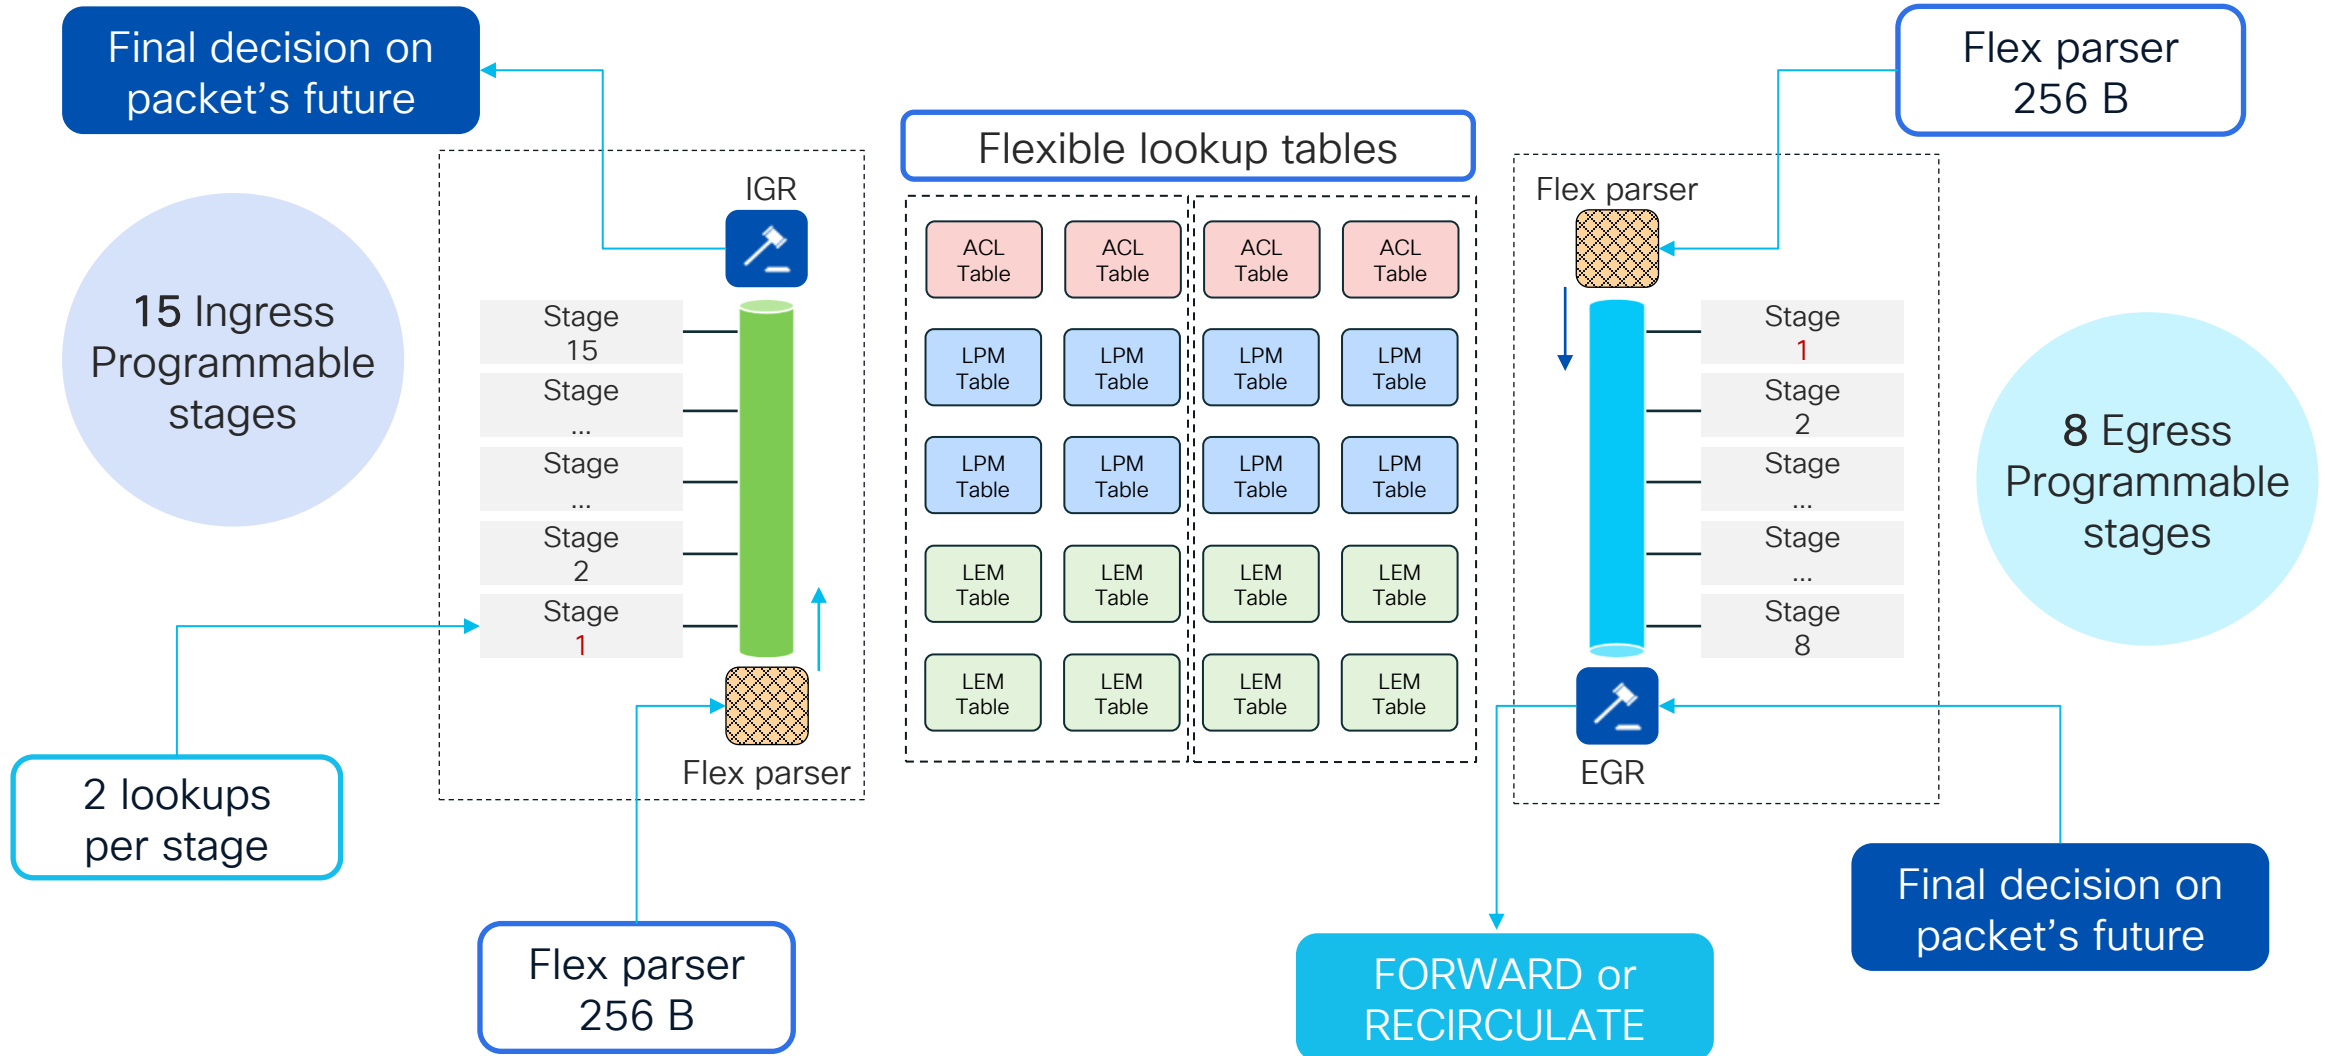 Final decision on
packet's future
Flex parser
256 B
Flexible lookup tables
IGR
Flex parser
15 Ingress
Programmable
stages
Stage
15
Stage
...
Stage
...
Stage
2
Stage
1
Flex parser
2 lookups
per stage
Flex parser
256 B
ACL
Table
ACL
Table
ACL
Table
ACL
Table
LPM
Table
LPM
Table
LPM
Table
LPM
Table
LPM
Table
LPM
Table
LPM
Table
LPM
Table
LEM
Table
LEM
Table
LEM
Table
LEM
Table
LEM
Table
LEM
Table
LEM
Table
LEM
Table
Stage
1
Stage
2
Stage
...
Stage
...
Stage
8
8 Egress
Programmable
stages
EGR
Final decision on
packet's future
FORWARD or
RECIRCULATE